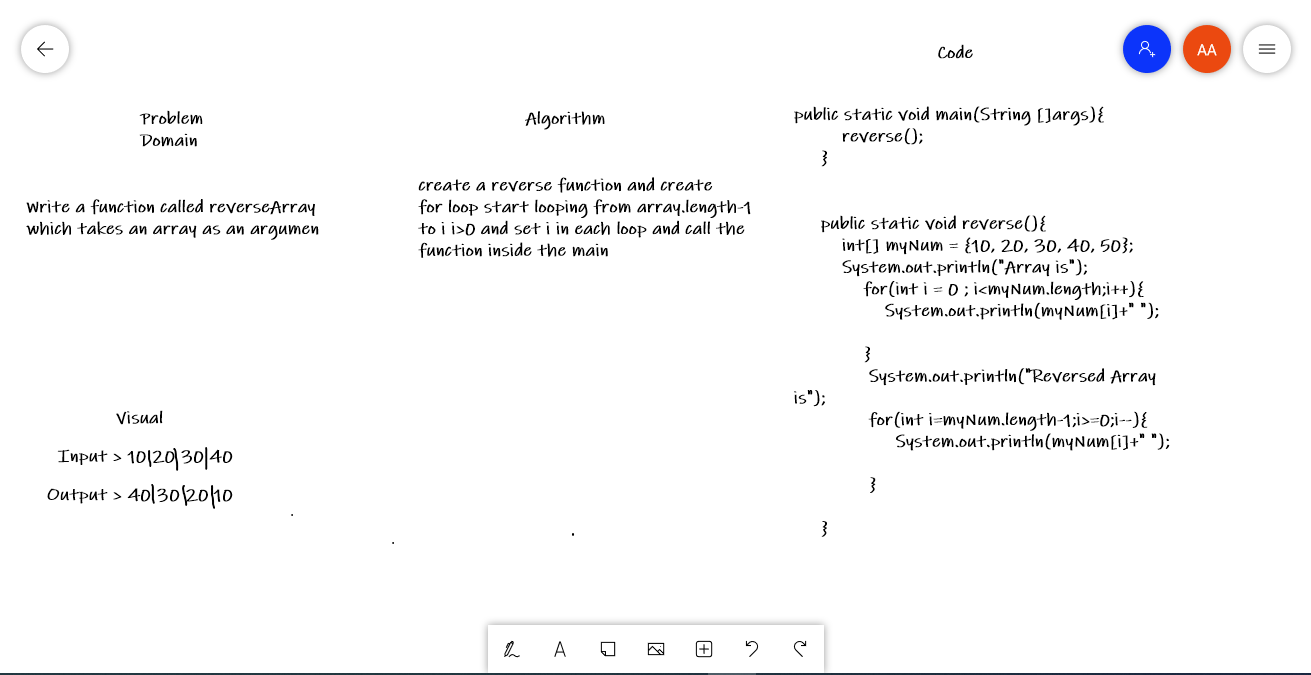 Code
AA
Problem
Domain
Write a function called reverseArray
which takes an array as an argumen
Algorithm
create a reverse function and create
for loop start looping from array.length-1
to i i>0 and set i in each loop and call the
function inside the main
Visual
Input > 10|20|30|40
Output > 40|30|20|10
public static void main(String []args){
reverse();
}
public static void reverse(){
int[] myNum = {10, 20, 30, 40, 50};
System.out.println("Array is");
for(int i = 0 ; i<myNum.length;i++){
System.out.println(myNum[i]+" ");
}
System.out.println("Reversed Array
is");
for(int i=myNum.length-1;i>=0;i--){
System.out.println(myNum[i]+" ");
}
}
A